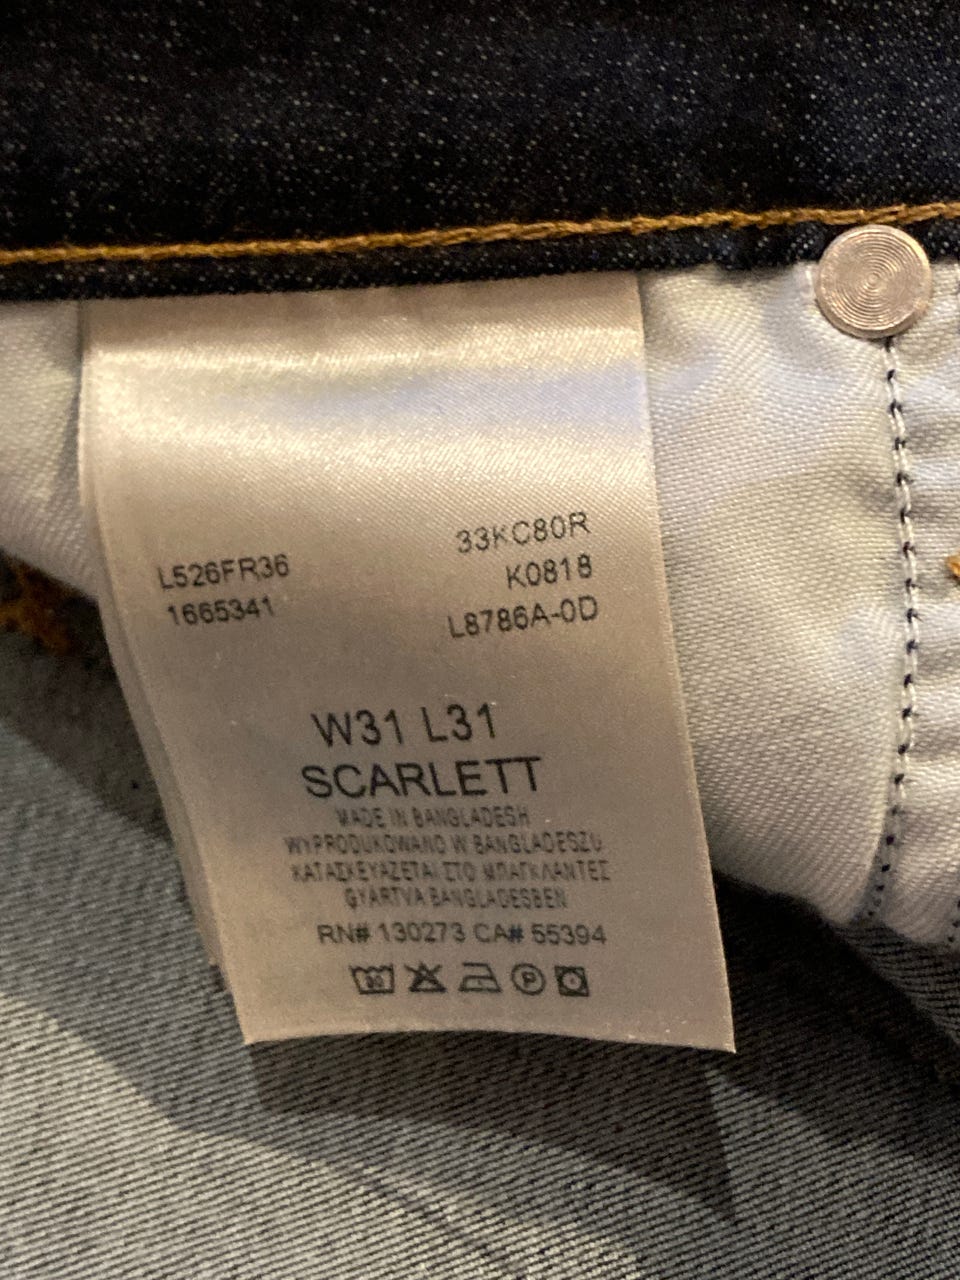 L526FR36
1665341
33KC80R
K0818
L8786A-0D
W31 L31
SCARLETT
MADE IN BANGLADESH
WYPRODUKOWANO W BANGLADESZU
ΚΑΤΑΣΚΕΥΑΖΕΤΑΙ ΣΤΟ ΜΠΑΓΚΛΑΝΤΕΣ
GYÁRTVA BANGLADESBEN
RN# 130273 CA# 55394
P